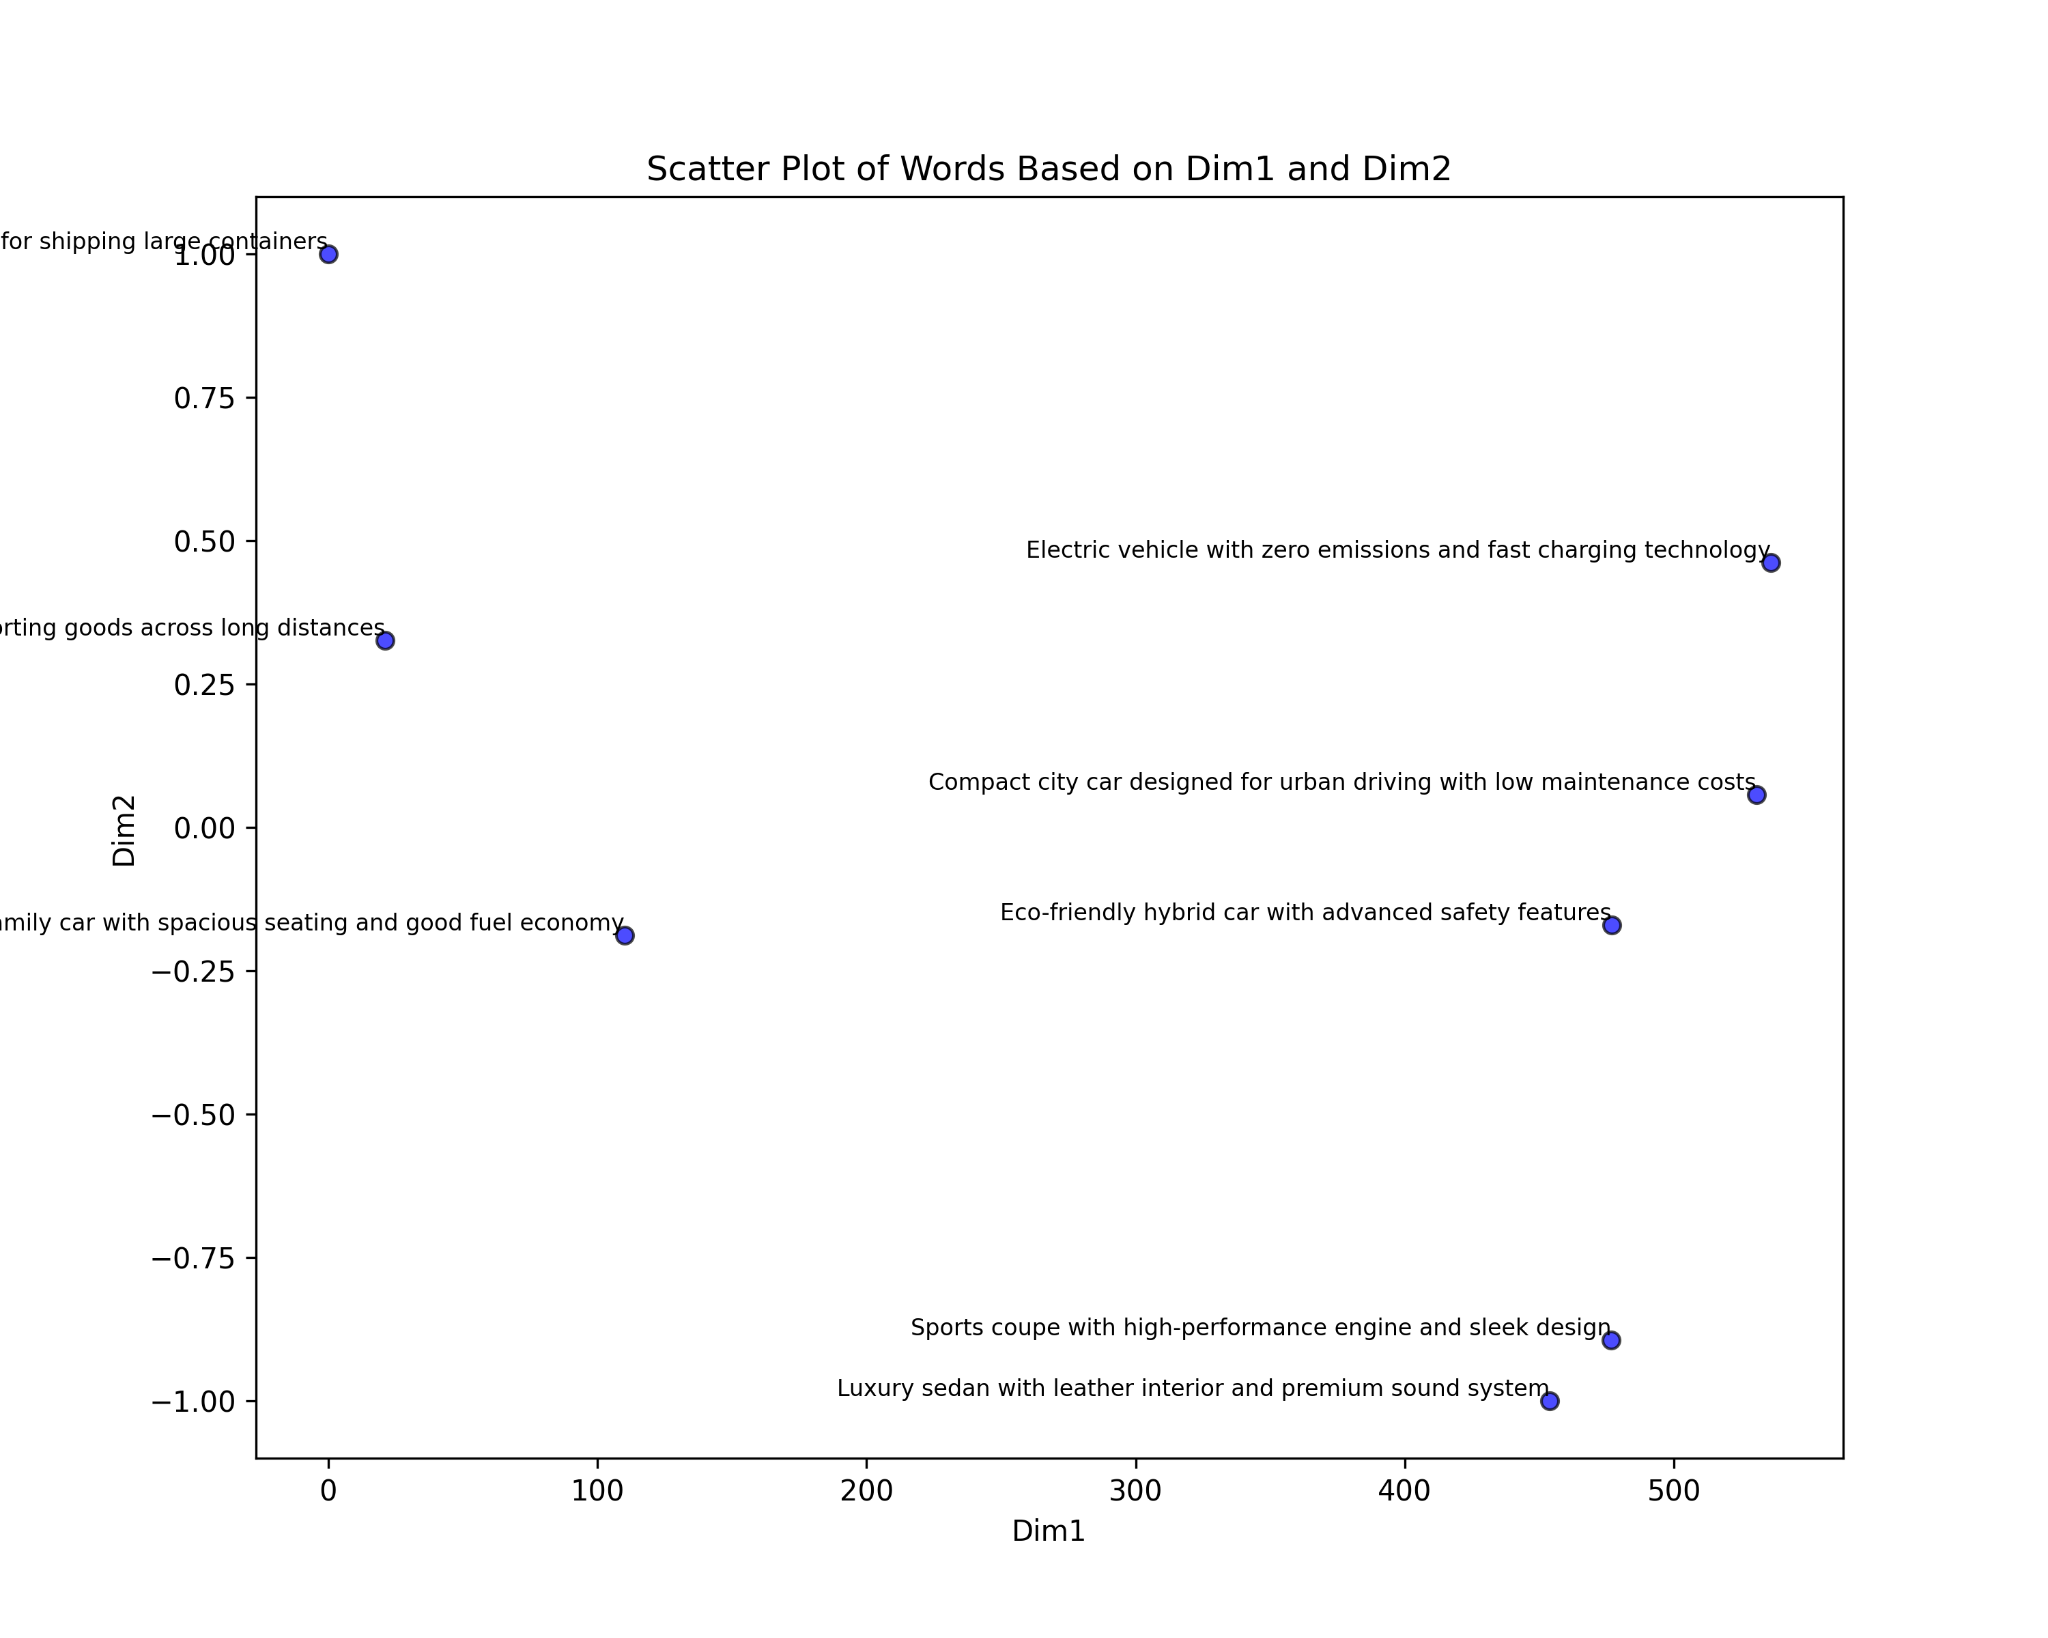 Scatter Plot of Words Based on Dim1 and Dim2
for shipping large containers
1.00
0.75
0.50
Electric vehicle with zero emissions and fast charging technology
goods across long distances
0.25
Compact city car designed for urban driving with low maintenance costs
0.00
Dim2
Eco-friendly hybrid car with advanced safety features
car with spacious seating and good fuel economy
−0.25
−0.50
−0.75
Sports coupe with high-performance engine and sleek design
Luxury sedan with leather interior and premium sound system
−1.00
0 100 200 300 400 500
Dim1